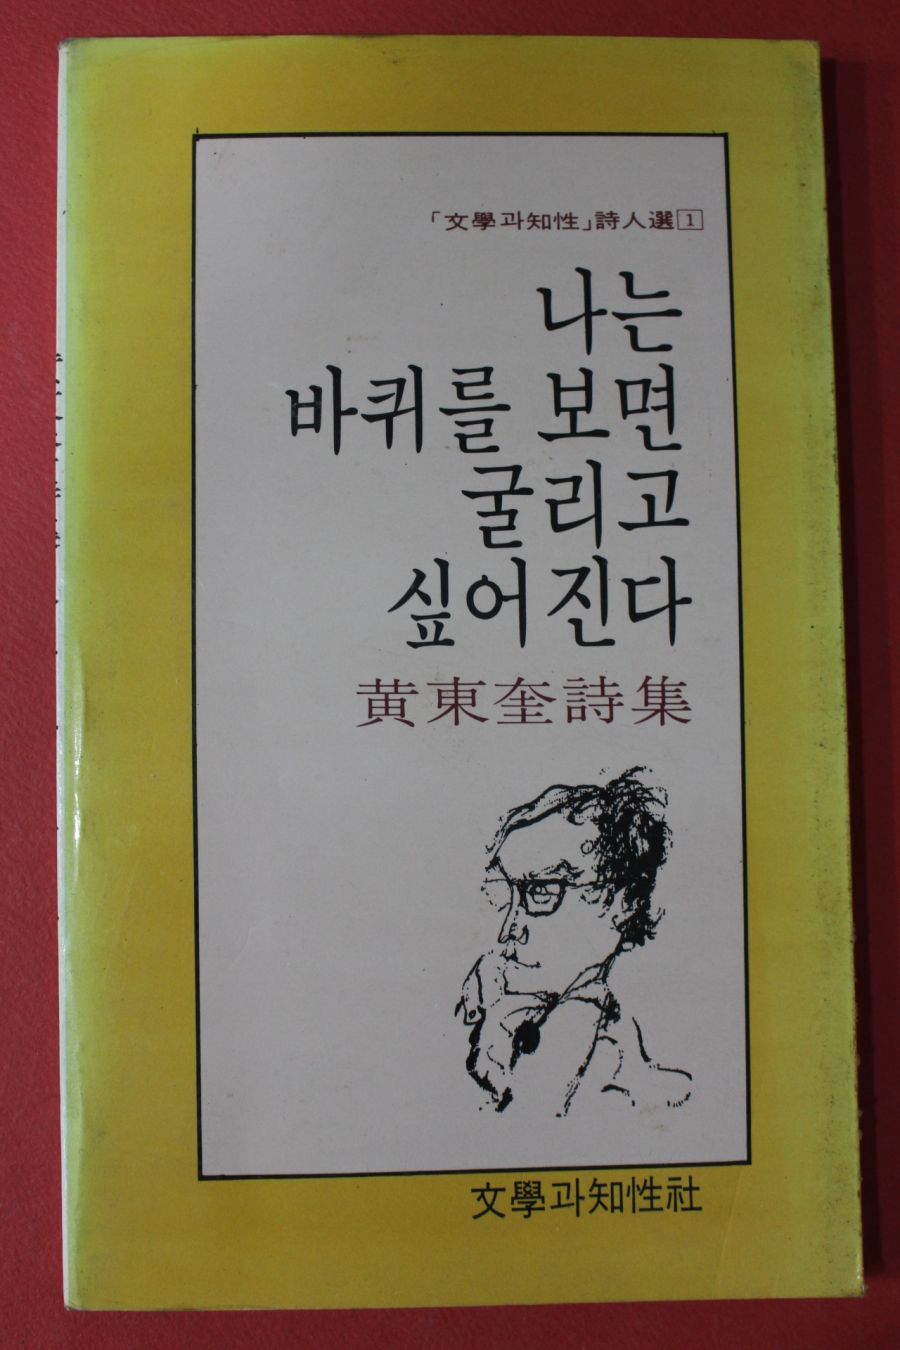 「文學과知性」詩人選1
나는
바퀴를 보면
굴리고
싶어진다
黃東奎詩集
文學과知性社